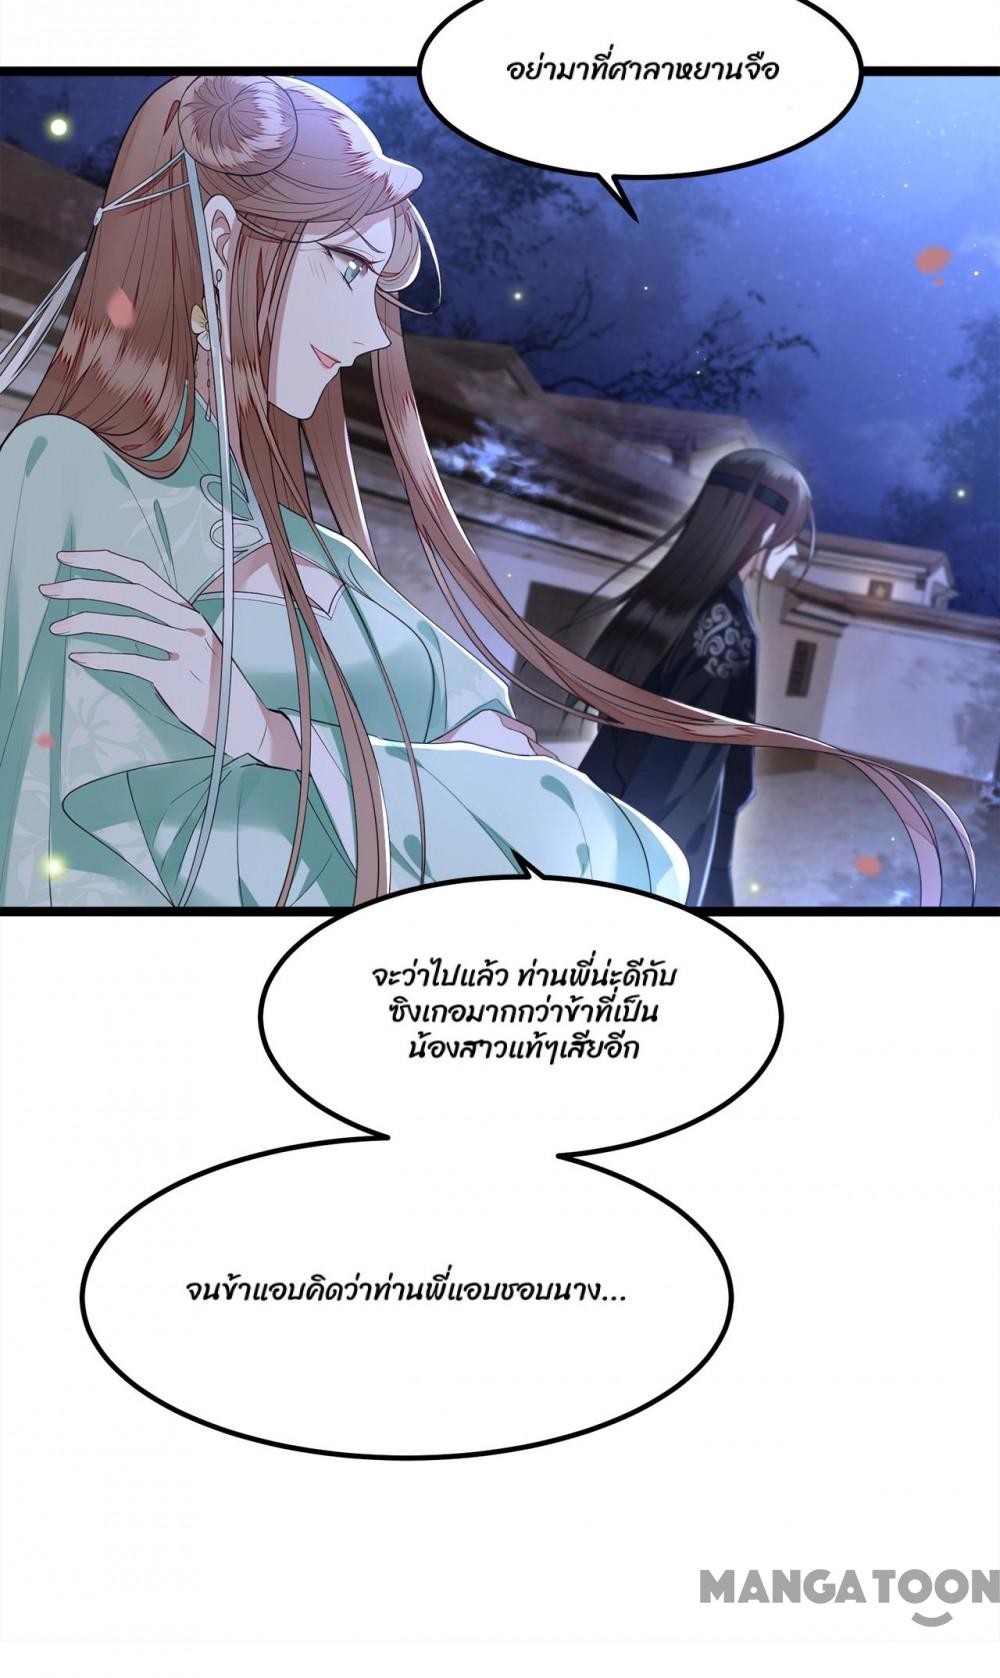 อย่ามาที่ศาลาหยานจือ
จะว่าไปแล้ว ท่านพี่น่ะดีกับ
ซิงเกอมากกว่าข้าที่เป็น
น้องสาวแท้ๆเสียอีก
จนข้าแอบคิดว่าท่านพี่แอบชอบนาง...
MANGATOON